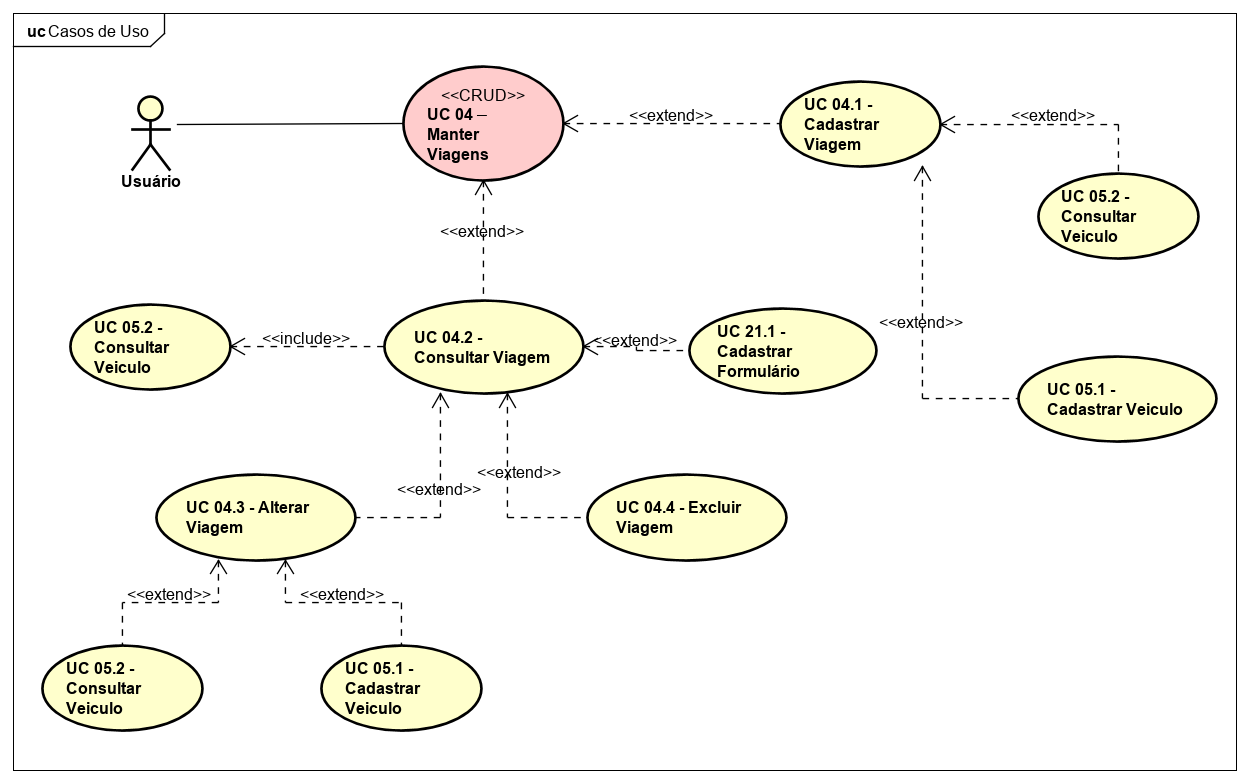 uc Casos de Uso
<<CRUD>>
UC 04 –
Manter
Viagens
<<extend>>
UC 04.1 -
Cadastrar
Viagem
<<extend>>
Usuário
UC 05.2 -
Consultar
Veiculo
<<extend>>
UC 05.2 -
Consultar
Veiculo
<<include>>
UC 04.2 -
Consultar Viagem
<<extend>>
UC 21.1 -
Cadastrar
Formulário
<<extend>>
UC 05.1 -
Cadastrar Veiculo
<<extend>>
<<extend>>
UC 04.3 - Alterar
Viagem
UC 04.4 - Excluir
Viagem
<<extend>>
<<extend>>
UC 05.2 -
Consultar
Veiculo
UC 05.1 -
Cadastrar
Veiculo